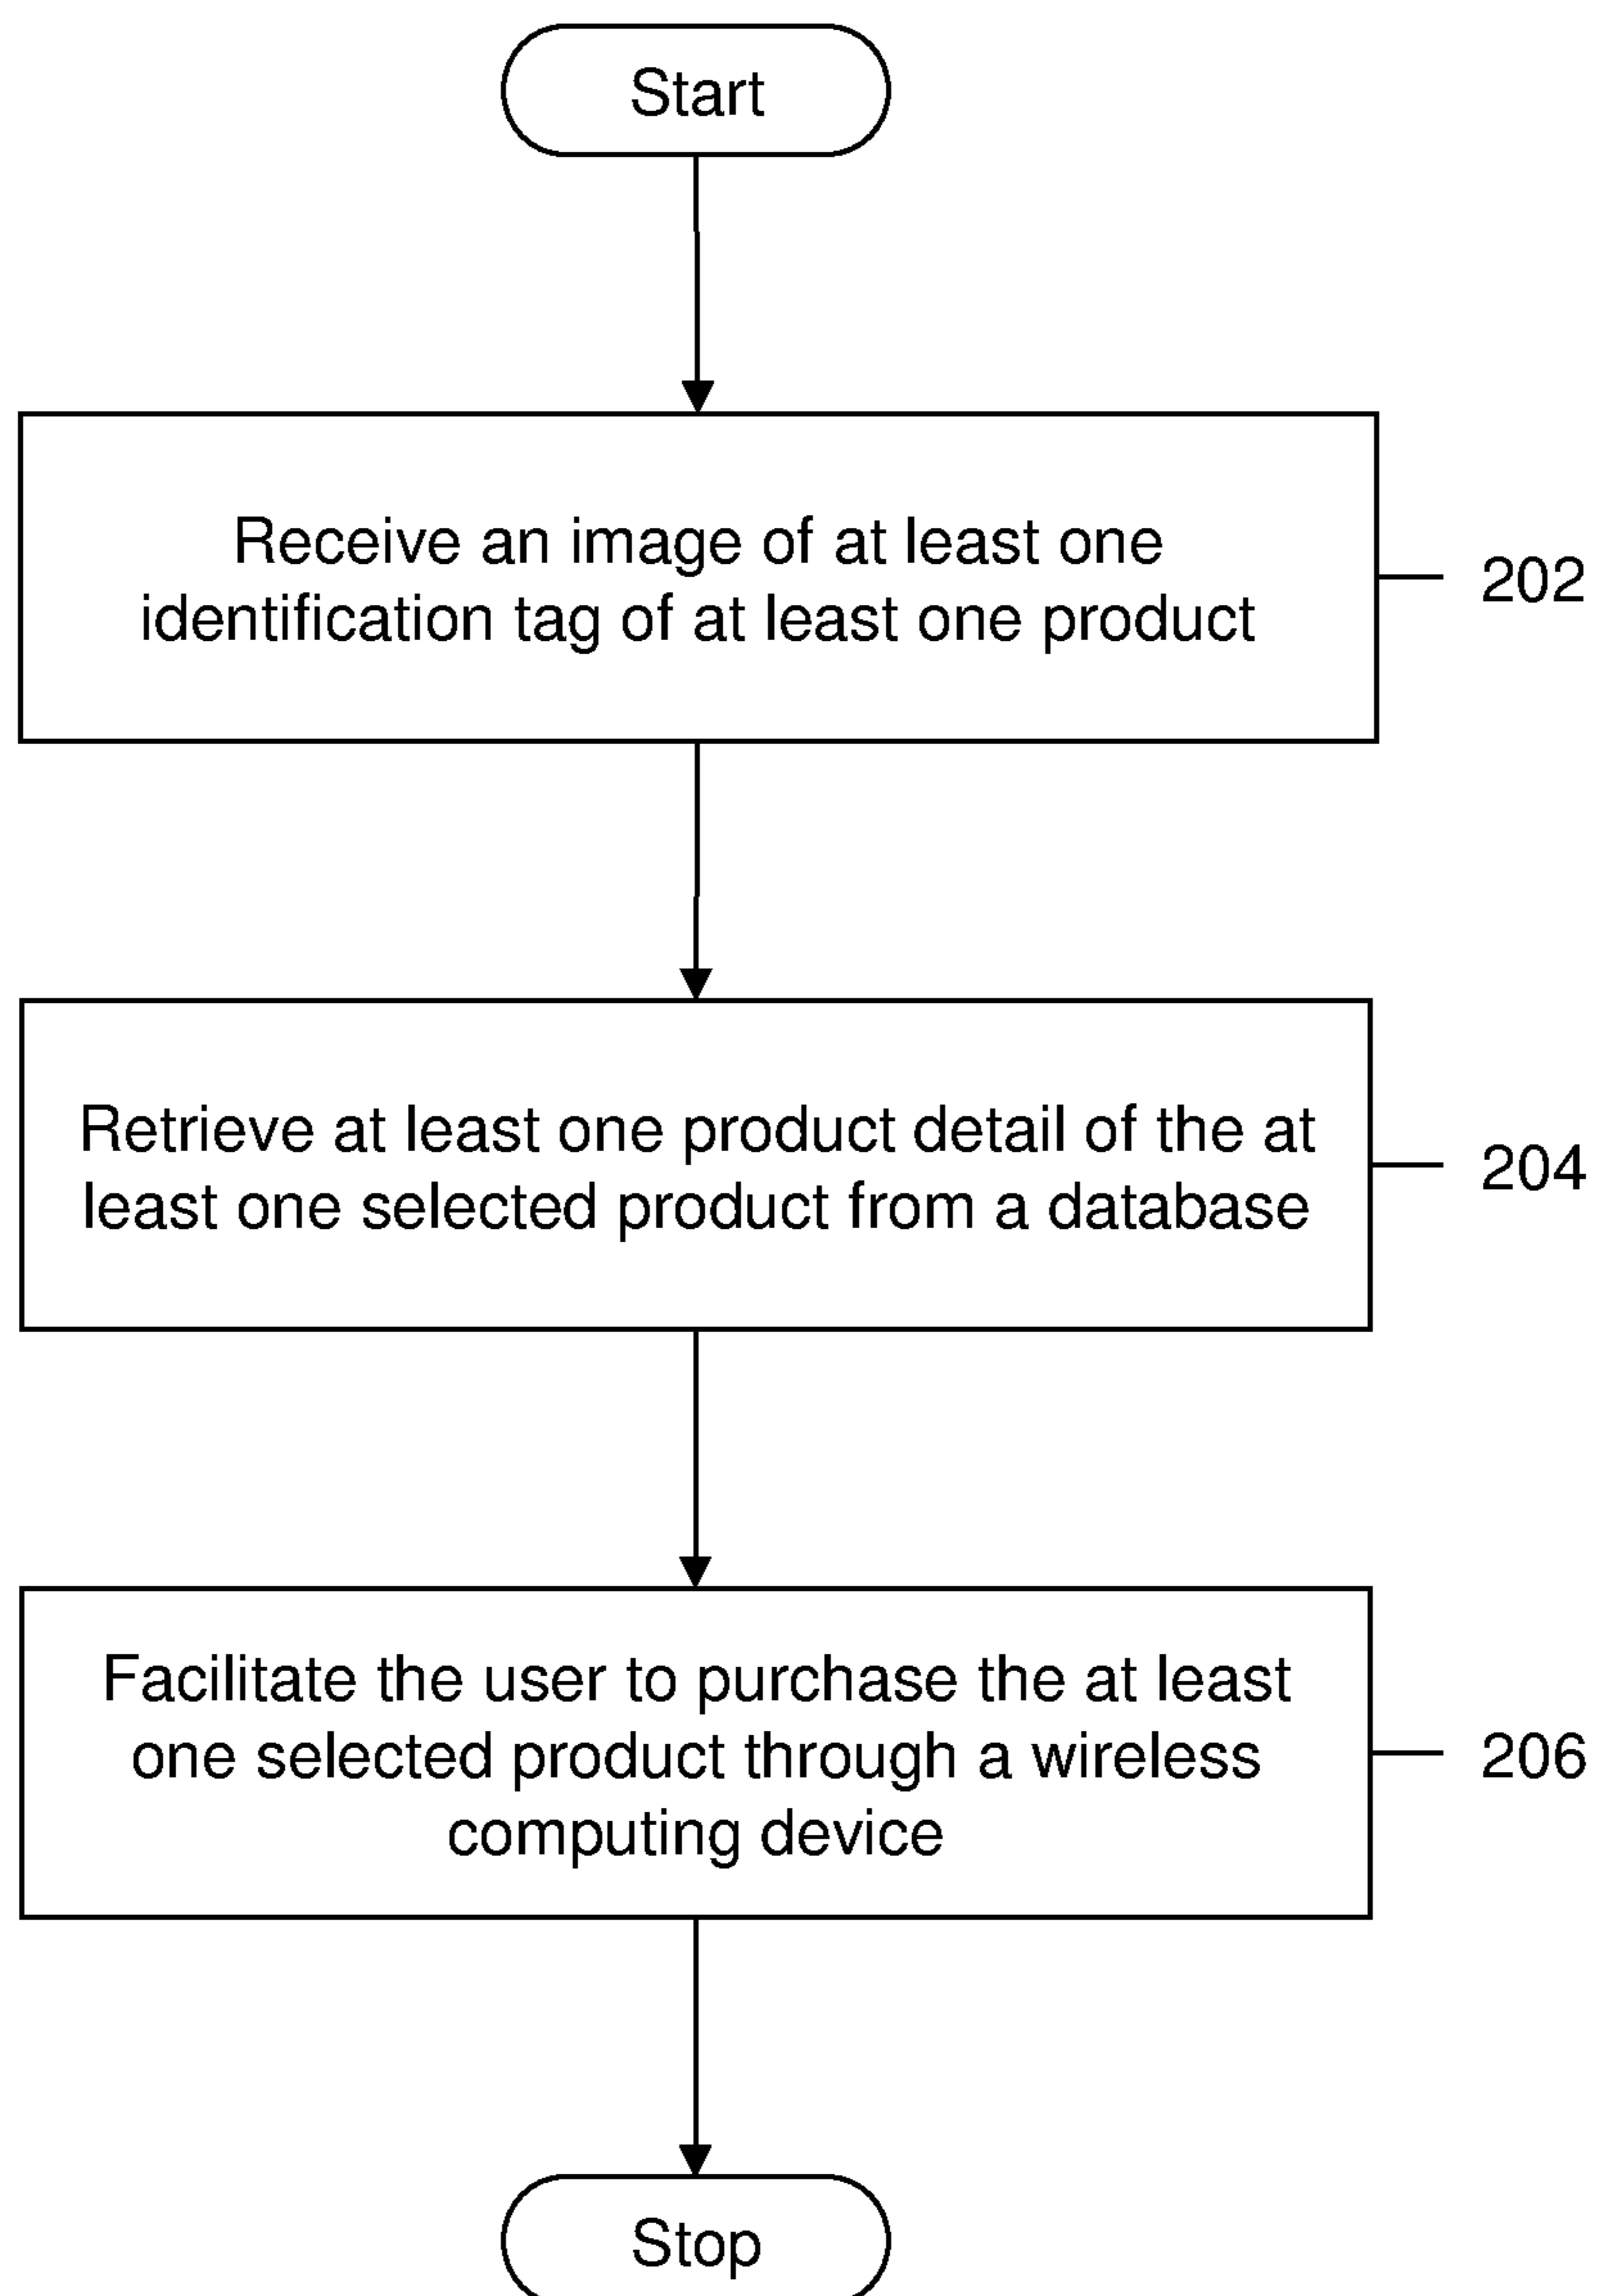 Start
Receive an image of at least one
identification tag of at least one product
202
Retrieve at least one product detail of the at
least one selected product from a database
204
Facilitate the user to purchase the at least
one selected product through a wireless
computing device
206
Stop